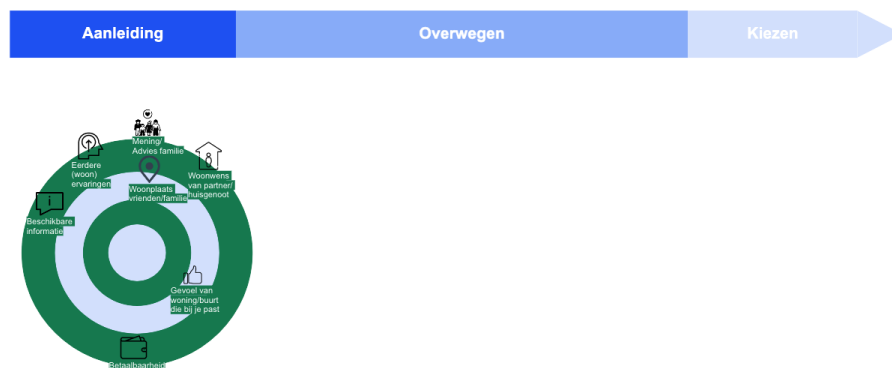 Aanleiding
Overwegen
Kiezen
Mening/
Advies familie
Eerdere
(woon)
ervaringen
Woonwens
van partner/
huisgenoot
Woonplaats
vrienden/familie
Beschikbare
informatie
i
Gevoel van
woning/buurt
die bij je past
Betaalbaarheid